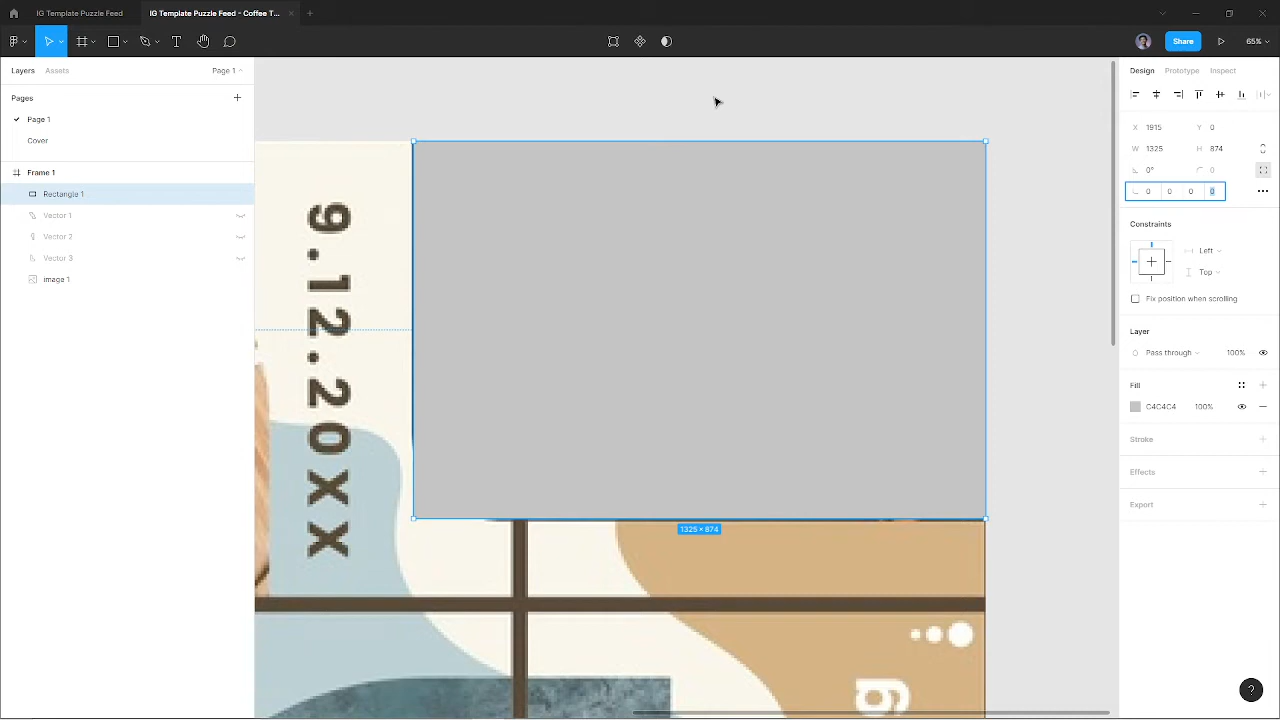 IG Template Puzzle Feed
IG Template Puzzle Feed - Coffee T...
Share
65%
Layers
Assets
Page 1
Pages
Page 1
Cover
Frame 1
Rectangle 1
Vector 1
Vector 2
Vector 3
image 1
9.12.20XX
1325 × 874
g
Design
Prototype
Inspect
X 1915
Y 0
W 1325
H 874
0°
0
0 0 0 0
Constraints
Left
Top
Fix position when scrolling
Layer
Pass through
100%
Fill
C4C4C4
100%
Stroke
Effects
Export
?